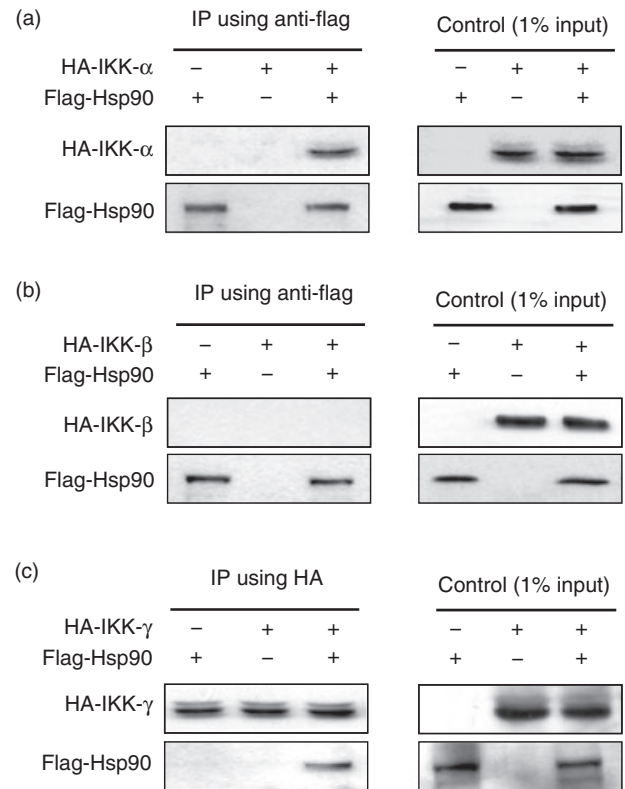 (a)
IP using anti-flag Control (1% input)
HA-IKK-α – + + – + +
Flag-Hsp90 + – + + – +
HA-IKK-α
Flag-Hsp90
(b)
IP using anti-flag Control (1% input)
HA-IKK-β – + + – + +
Flag-Hsp90 + – + + – +
HA-IKK-β
Flag-Hsp90
(c)
IP using HA Control (1% input)
HA-IKK-γ – + + – + +
Flag-Hsp90 + – + + – +
HA-IKK-γ
Flag-Hsp90